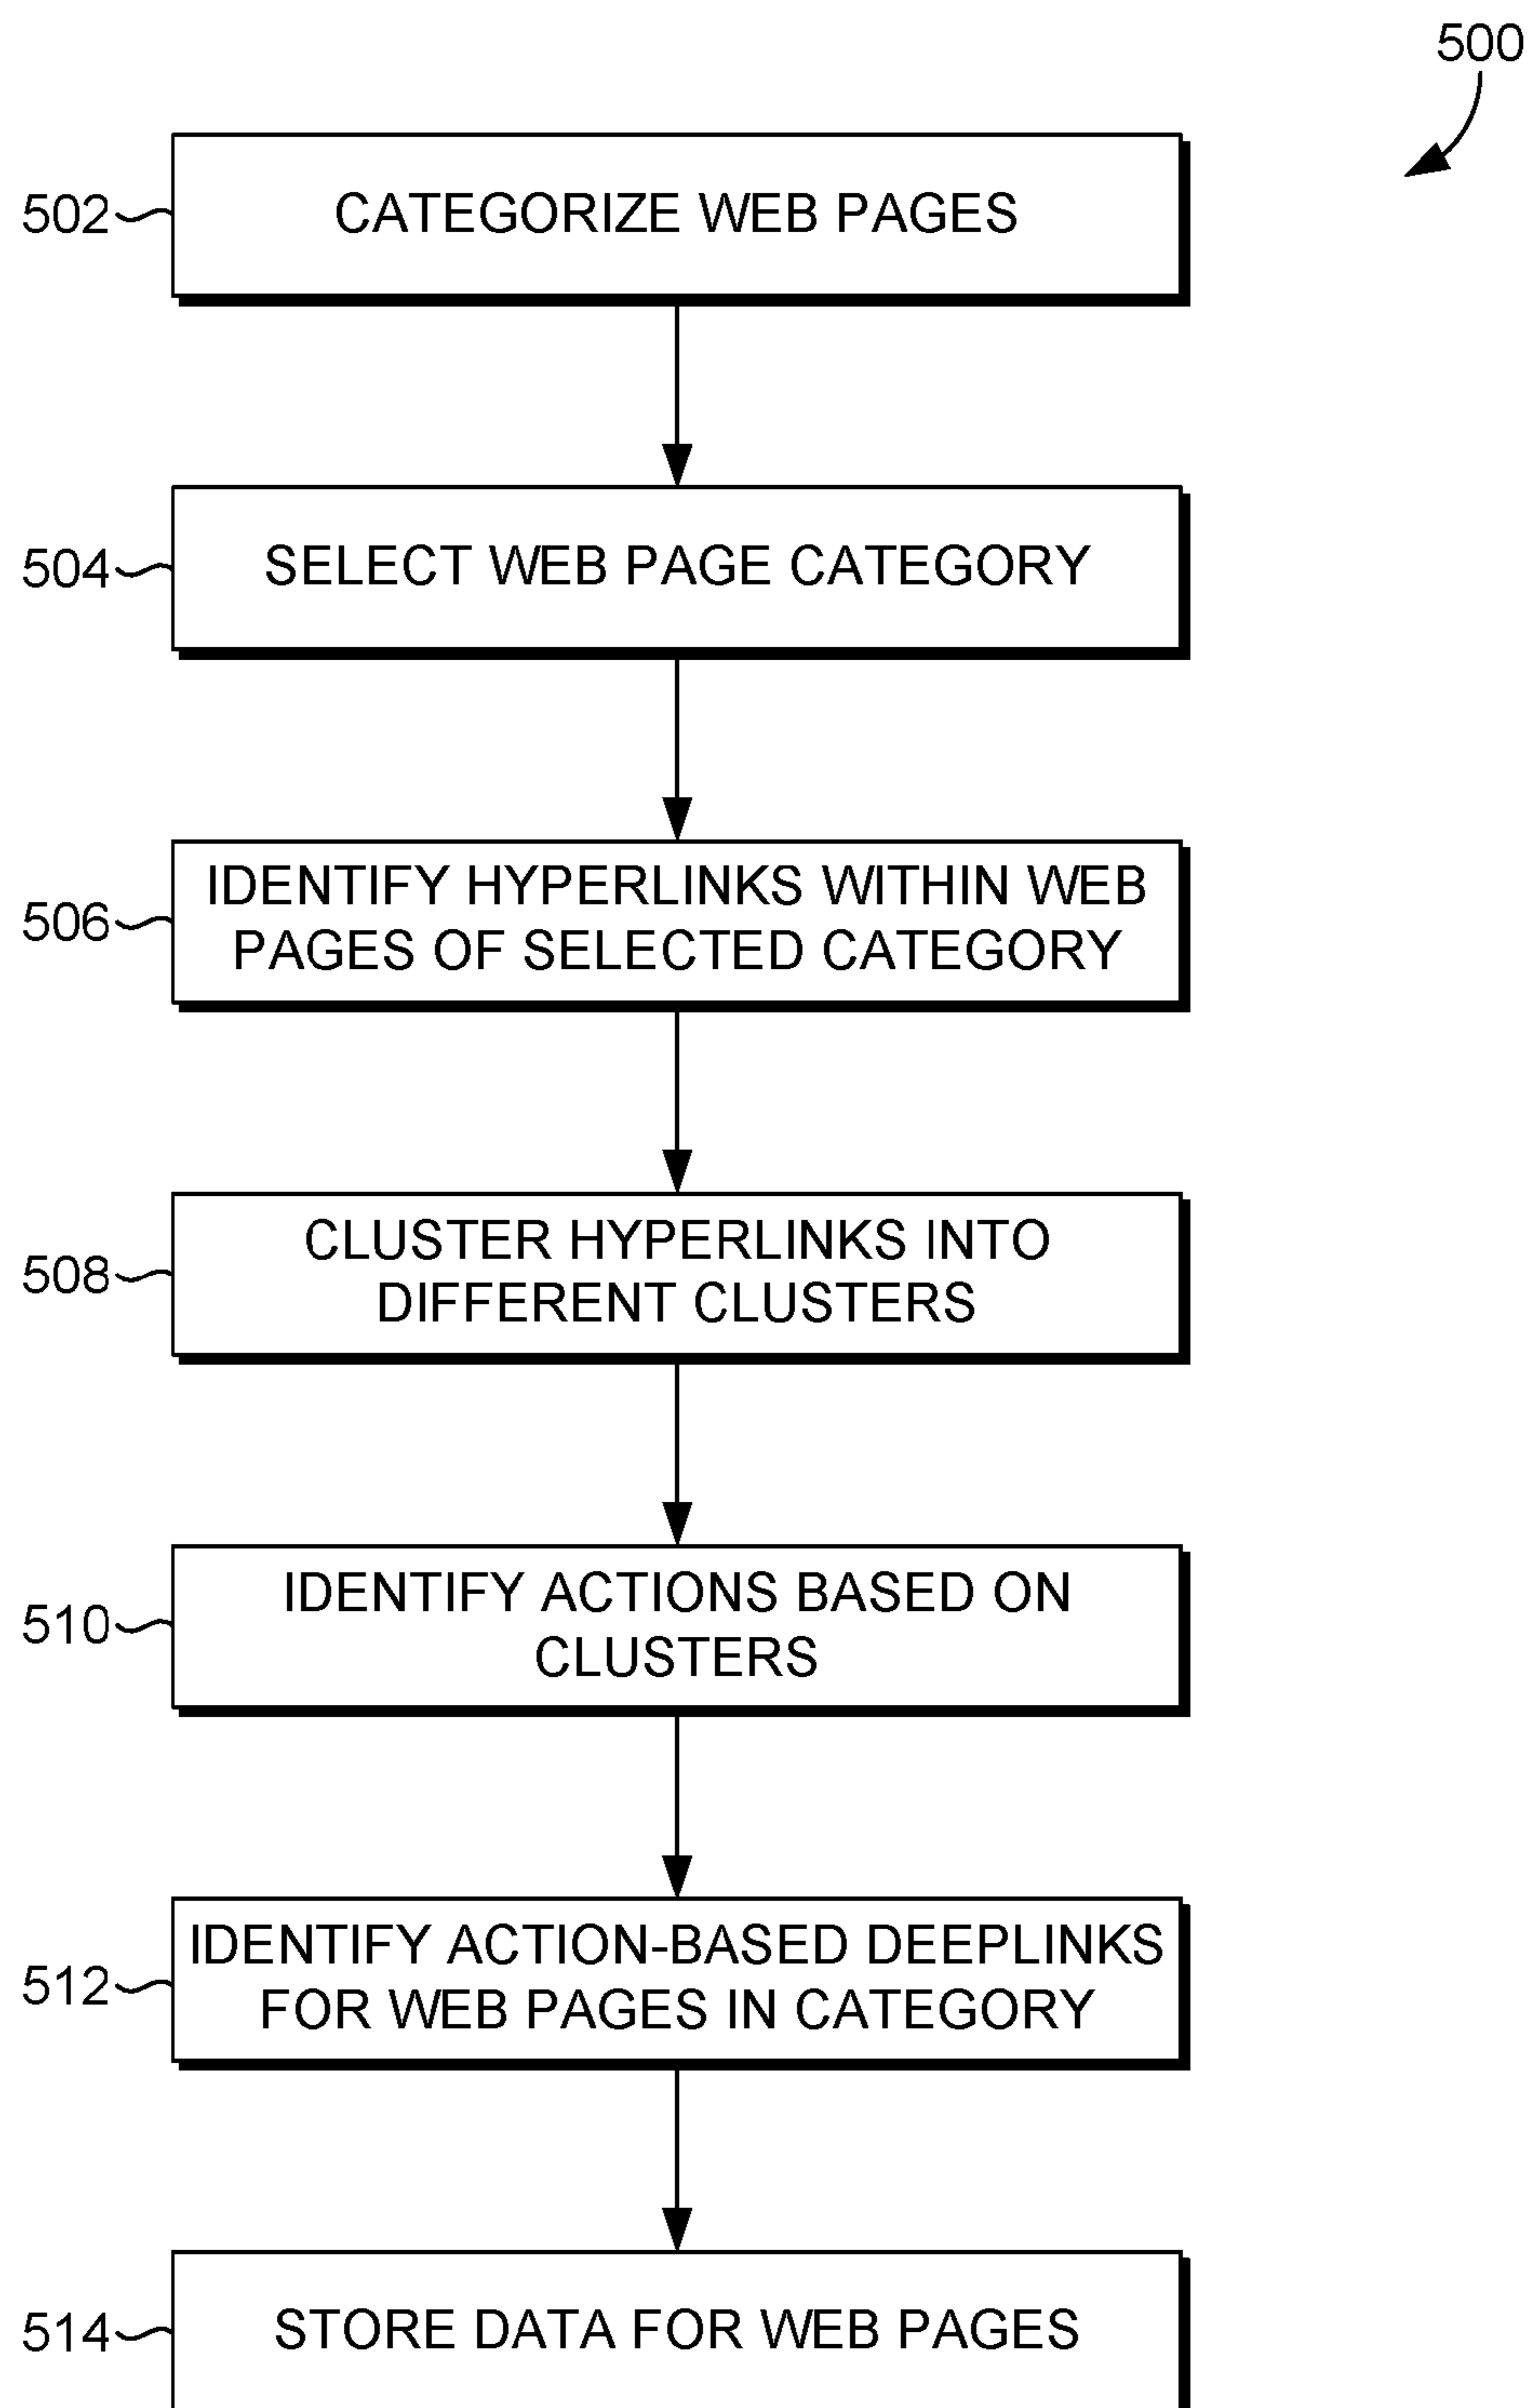 500
502
CATEGORIZE WEB PAGES
504
SELECT WEB PAGE CATEGORY
506
IDENTIFY HYPERLINKS WITHIN WEB
PAGES OF SELECTED CATEGORY
508
CLUSTER HYPERLINKS INTO
DIFFERENT CLUSTERS
510
IDENTIFY ACTIONS BASED ON
CLUSTERS
512
IDENTIFY ACTION-BASED DEEPLINKS
FOR WEB PAGES IN CATEGORY
514
STORE DATA FOR WEB PAGES